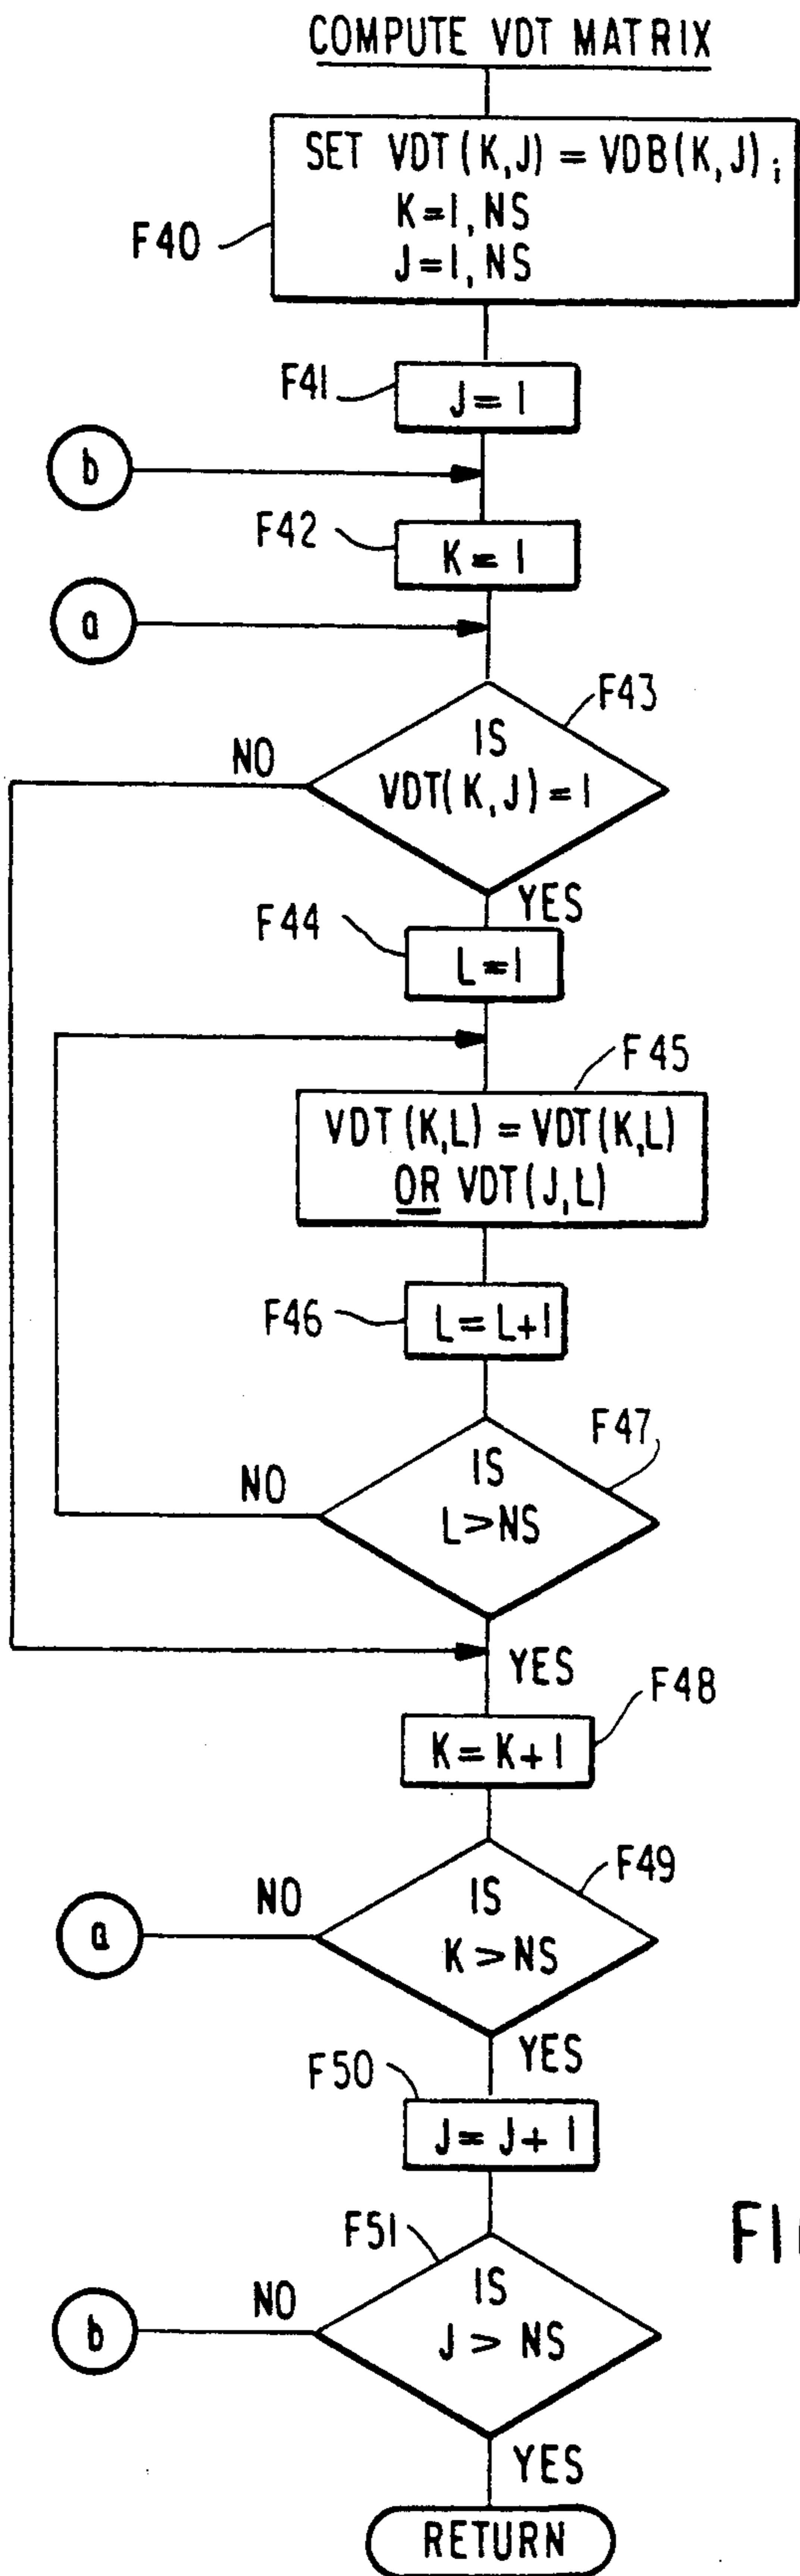 COMPUTE VDT MATRIX
SET VDT (K,J) = VDB(K,J);
K=1, NS
J=1, NS
F40
F41
J=1
b
F42
K=1
a
F43
IS
VDT(K,J)=1
NO
YES
F44
L=1
F45
VDT(K,L) = VDT(K,L)
OR VDT(J,L)
F46
L=L+1
F47
IS
L>NS
NO
YES
F48
K=K+1
F49
IS
K>NS
NO
a
YES
F50
J=J+1
F51
IS
J > NS
NO
b
YES
RETURN